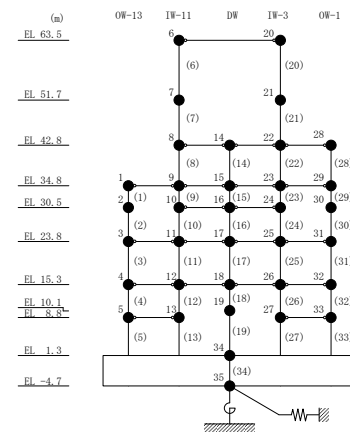 (m) OW-13 IW-11 DW IW-3 OW-1
EL 63.5 6 20
(6) (20)
EL 51.7 7 21
(7) (21)
EL 42.8 8 14 22 28
(8) (14) (22) (28)
EL 34.8 1 9 15 23 29
(1) (9) (15) (23) (29)
EL 30.5 2 10 16 24 30
(2) (10) (16) (24) (30)
EL 23.8 3 11 17 25 31
(3) (11) (17) (25) (31)
EL 15.3 4 12 18 26 32
(4) (12) (18) (26) (32)
EL 10.1 19
EL 8.8 5 13 27 33
(5) (13) (19) (27) (33)
EL 1.3 34
(34)
EL -4.7 35